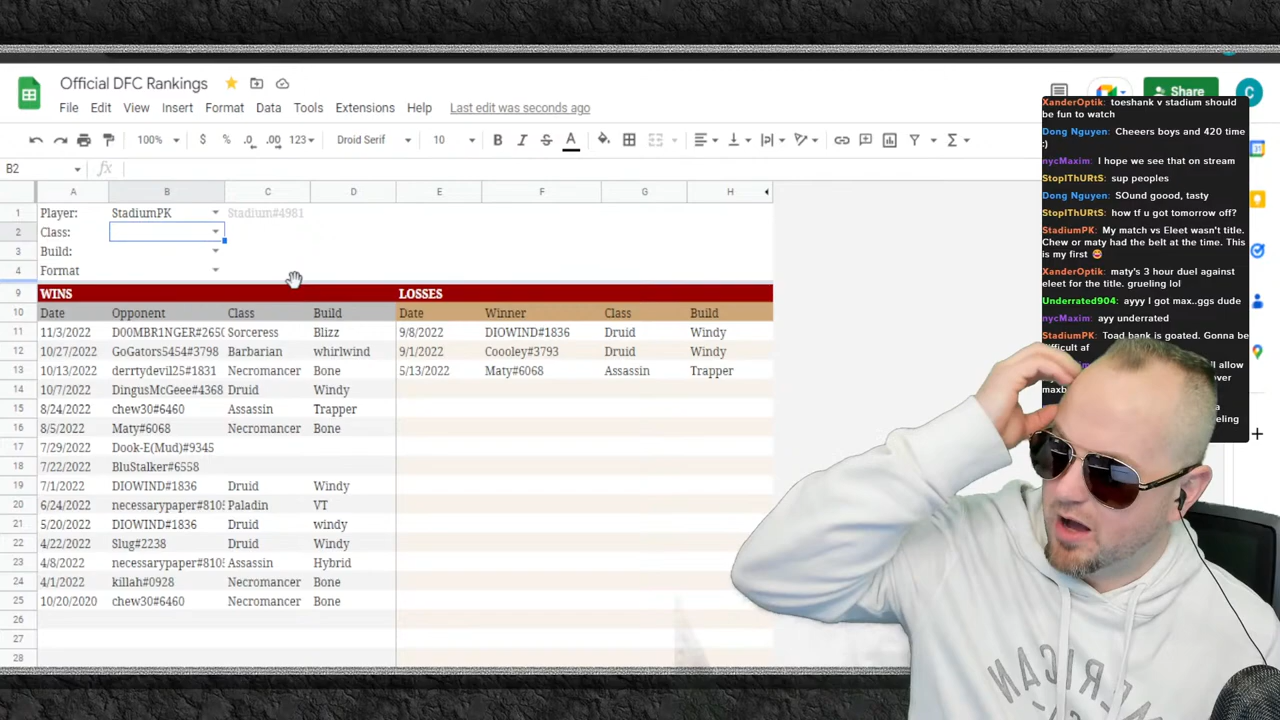 Official DFC Rankings
File Edit View Insert Format Data Tools Extensions Help Last edit was seconds ago
Share
C
100% $ % .0 .00 123 Droid Serif 10 B I S A
B2 fx
A B C D E F G H
1 Player: StadiumPK Stadium#4981
2 Class:
3 Build:
4 Format
9 WINS LOSSES
10 Date Opponent Class Build Date Winner Class Build
11 11/3/2022 D00MBR1NGER#2650 Sorceress Blizz 9/8/2022 DIOWIND#1836 Druid Windy
12 10/27/2022 GoGators5454#3798 Barbarian whirlwind 9/1/2022 Coooley#3793 Druid Windy
13 10/13/2022 derrtydevil25#1831 Necromancer Bone 5/13/2022 Maty#6068 Assassin Trapper
14 10/7/2022 DingusMcGeee#4368 Druid Windy
15 8/24/2022 chew30#6460 Assassin Trapper
16 8/5/2022 Maty#6068 Necromancer Bone
17 7/29/2022 Dook-E(Mud)#9345
18 7/22/2022 BluStalker#6558
19 7/1/2022 DIOWIND#1836 Druid Windy
20 6/24/2022 necessarypaper#8105 Paladin VT
21 5/20/2022 DIOWIND#1836 Druid windy
22 4/22/2022 Slug#2238 Druid Windy
23 4/8/2022 necessarypaper#8105 Assassin Hybrid
24 4/1/2022 killah#0928 Necromancer Bone
25 10/20/2020 chew30#6460 Necromancer Bone
26
27
28
XanderOptik: toeshank v stadium should
be fun to watch
Dong Nguyen: Cheeers boys and 420 time
:)
nycMaxim: I hope we see that on stream
StopIThURtS: sup peoples
Dong Nguyen: SOund goood, tasty
StopIThURtS: how tf u got tomorrow off?
StadiumPK: My match vs Eleet wasn't title.
Chew or maty had the belt at the time. This
is my first 😅
XanderOptik: maty's 3 hour duel against
eleet for the title. grueling lol
Underrated904: ayyy I got max..ggs dude
nycMaxim: ayy underrated
StadiumPK: Toad bank is goated. Gonna be
difficult af
allow
over
maxb
a
eling
AMERICAN